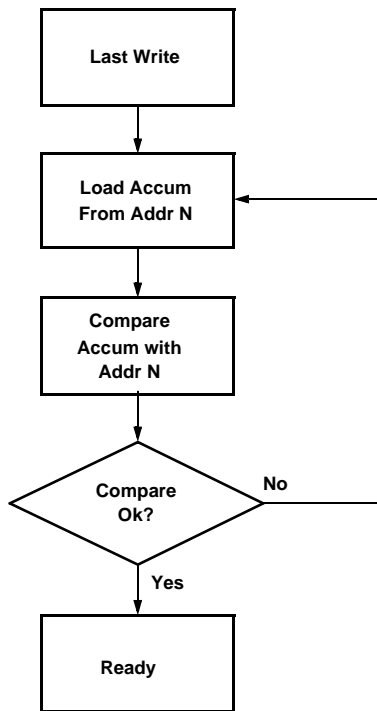 Last Write
Load Accum
From Addr N
Compare
Accum with
Addr N
Compare
Ok?
No
Yes
Ready